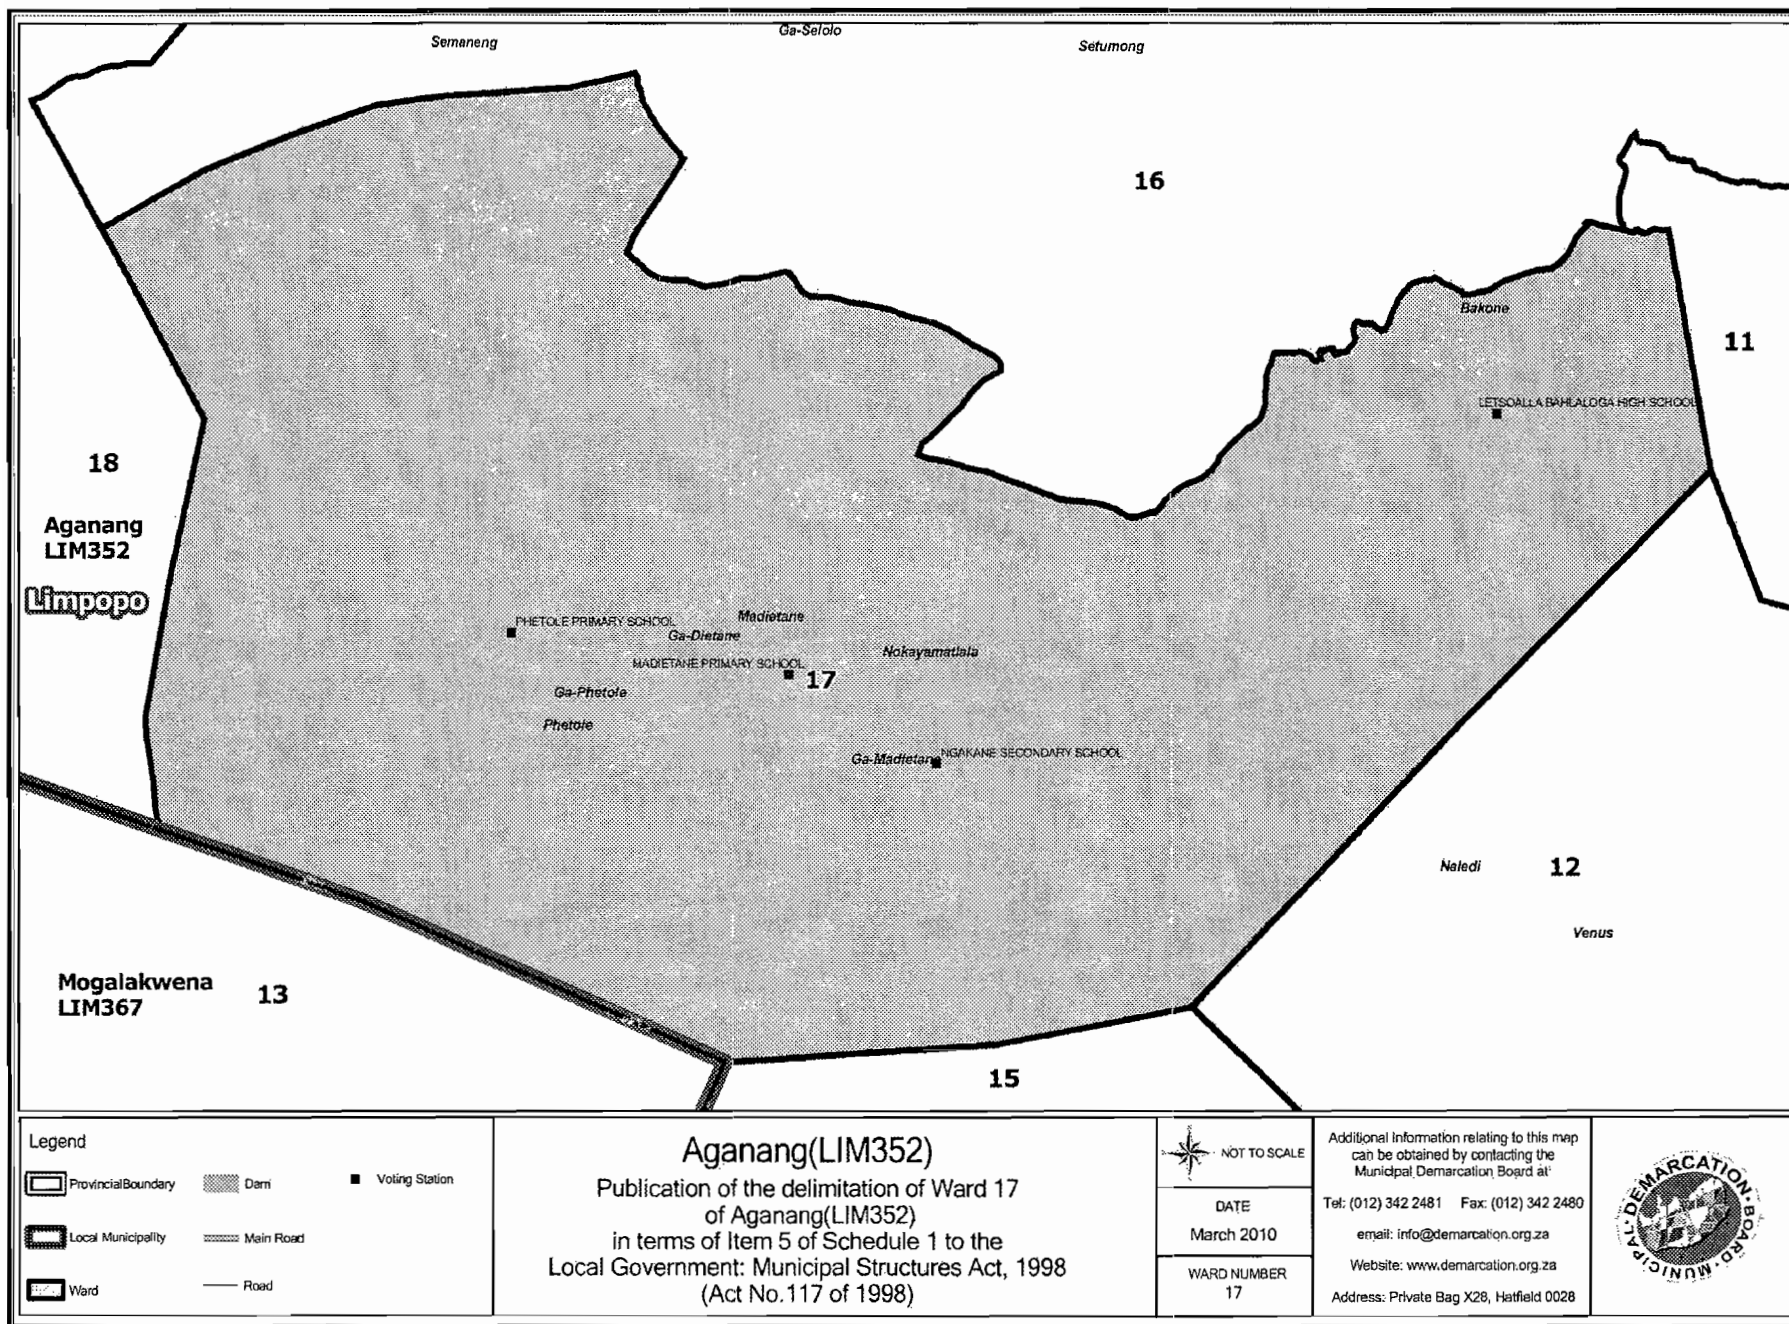 Semaneng
Ga-Selolo
Setumong
16
Bakone
11
LETSOALLA BAHLALOGA HIGH SCHOOL
18
Aganang
LIM352
Limpopo
PHETOLE PRIMARY SCHOOL
Madietane
Ga-Dietane
Nokayamatlala
MADIETANE PRIMARY SCHOOL
17
Ga-Phetola
Phetole
Ga-Madietane
NGAKANE SECONDARY SCHOOL
Naledi
12
Venus
Mogalakwena
LIM367
13
15
Legend
ProvincialBoundary
Dam
Voting Station
Local Municipality
Main Road
Ward
Road
Aganang(LIM352)
Publication of the delimitation of Ward 17
of Aganang(LIM352)
in terms of Item 5 of Schedule 1 to the
Local Government: Municipal Structures Act, 1998
(Act No.117 of 1998)
NOT TO SCALE
DATE
March 2010
WARD NUMBER
17
Additional Information relating to this map
can be obtained by contacting the
Municipal Demarcation Board at
Tel: (012) 342 2481 Fax: (012) 342 2480
email: info@demarcation.org.za
Website: www.demarcation.org.za
Address: Private Bag X28, Hatfield 0028
MUNICIPAL DEMARCATION BOARD